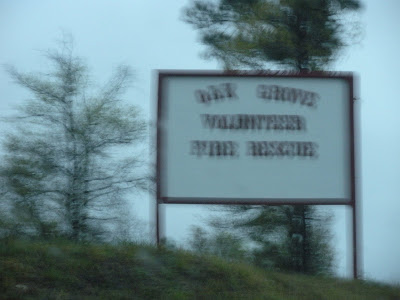 OAK GROVE
VOLUNTEER
FIRE RESCUE